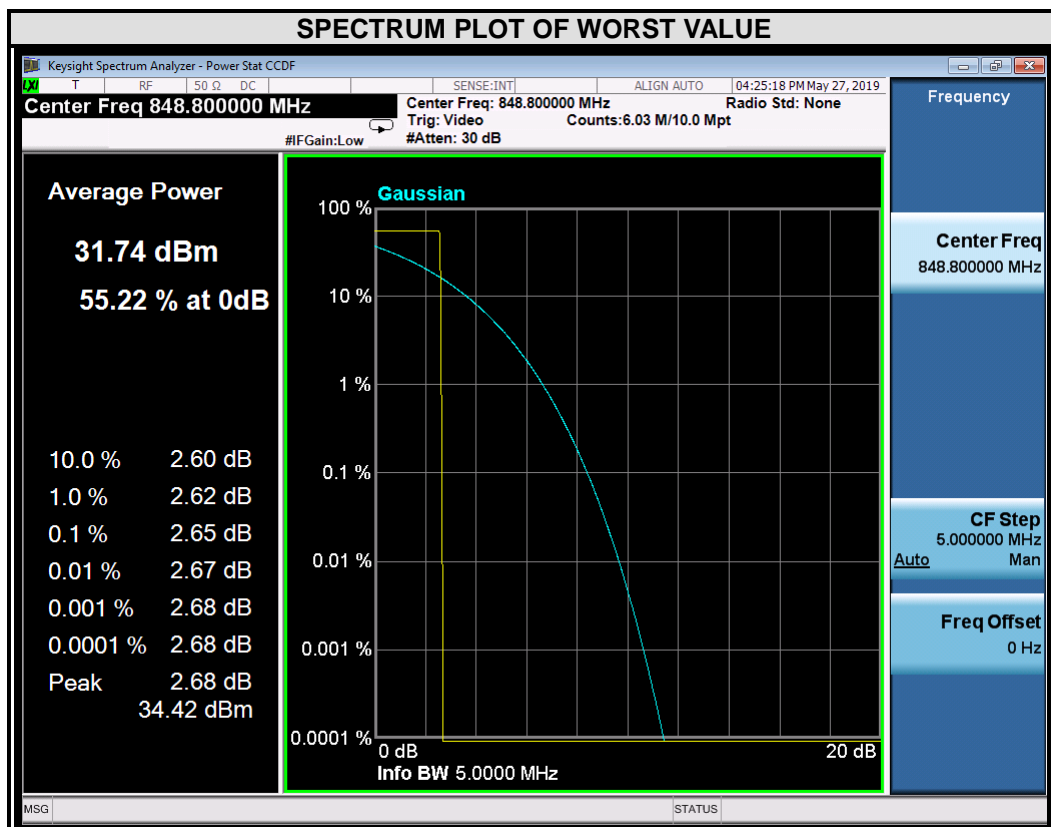 SPECTRUM PLOT OF WORST VALUE
Keysight Spectrum Analyzer - Power Stat CCDF
LXI T RF 50 Ω DC SENSE:INT ALIGN AUTO 04:25:18 PM May 27, 2019
Center Freq 848.800000 MHz
#IFGain:Low
Center Freq: 848.800000 MHz
Trig: Video
#Atten: 30 dB
Counts:6.03 M/10.0 Mpt
Radio Std: None
Average Power
31.74 dBm
55.22 % at 0dB
10.0 % 2.60 dB
1.0 % 2.62 dB
0.1 % 2.65 dB
0.01 % 2.67 dB
0.001 % 2.68 dB
0.0001 % 2.68 dB
Peak 2.68 dB
34.42 dBm
Gaussian
100 %
10 %
1 %
0.1 %
0.01 %
0.001 %
0.0001 %
0 dB
20 dB
Info BW 5.0000 MHz
Frequency
Center Freq
848.800000 MHz
CF Step
5.000000 MHz
Auto Man
Freq Offset
0 Hz
MSG
STATUS